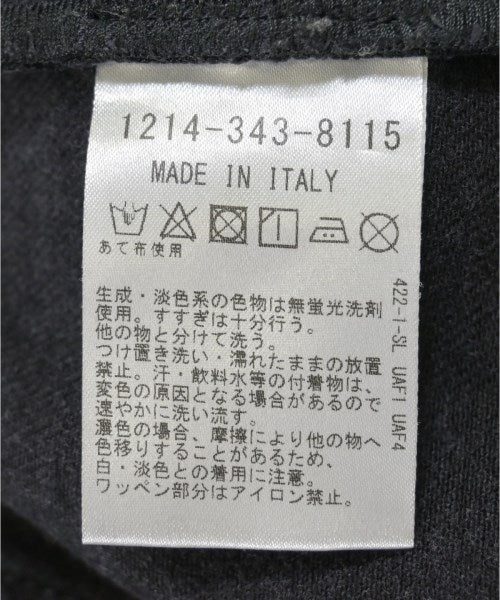 1214-343-8115
MADE IN ITALY
あて布使用
生成・淡色系の色物は無蛍光洗剤
使用。すすぎは十分行う。
他の物と分けて洗う。
つけ置き洗い・濡れたままの放置
禁止。汗・飲料水等の付着物は、
変色の原因となる場合があるので
速やかに洗い流す。
濃色の場合、摩擦により他の物へ
色移りすることがあるため、
白・淡色との着用に注意。
ワッペン部分はアイロン禁止。
422-1-SL UAF1 UAF4